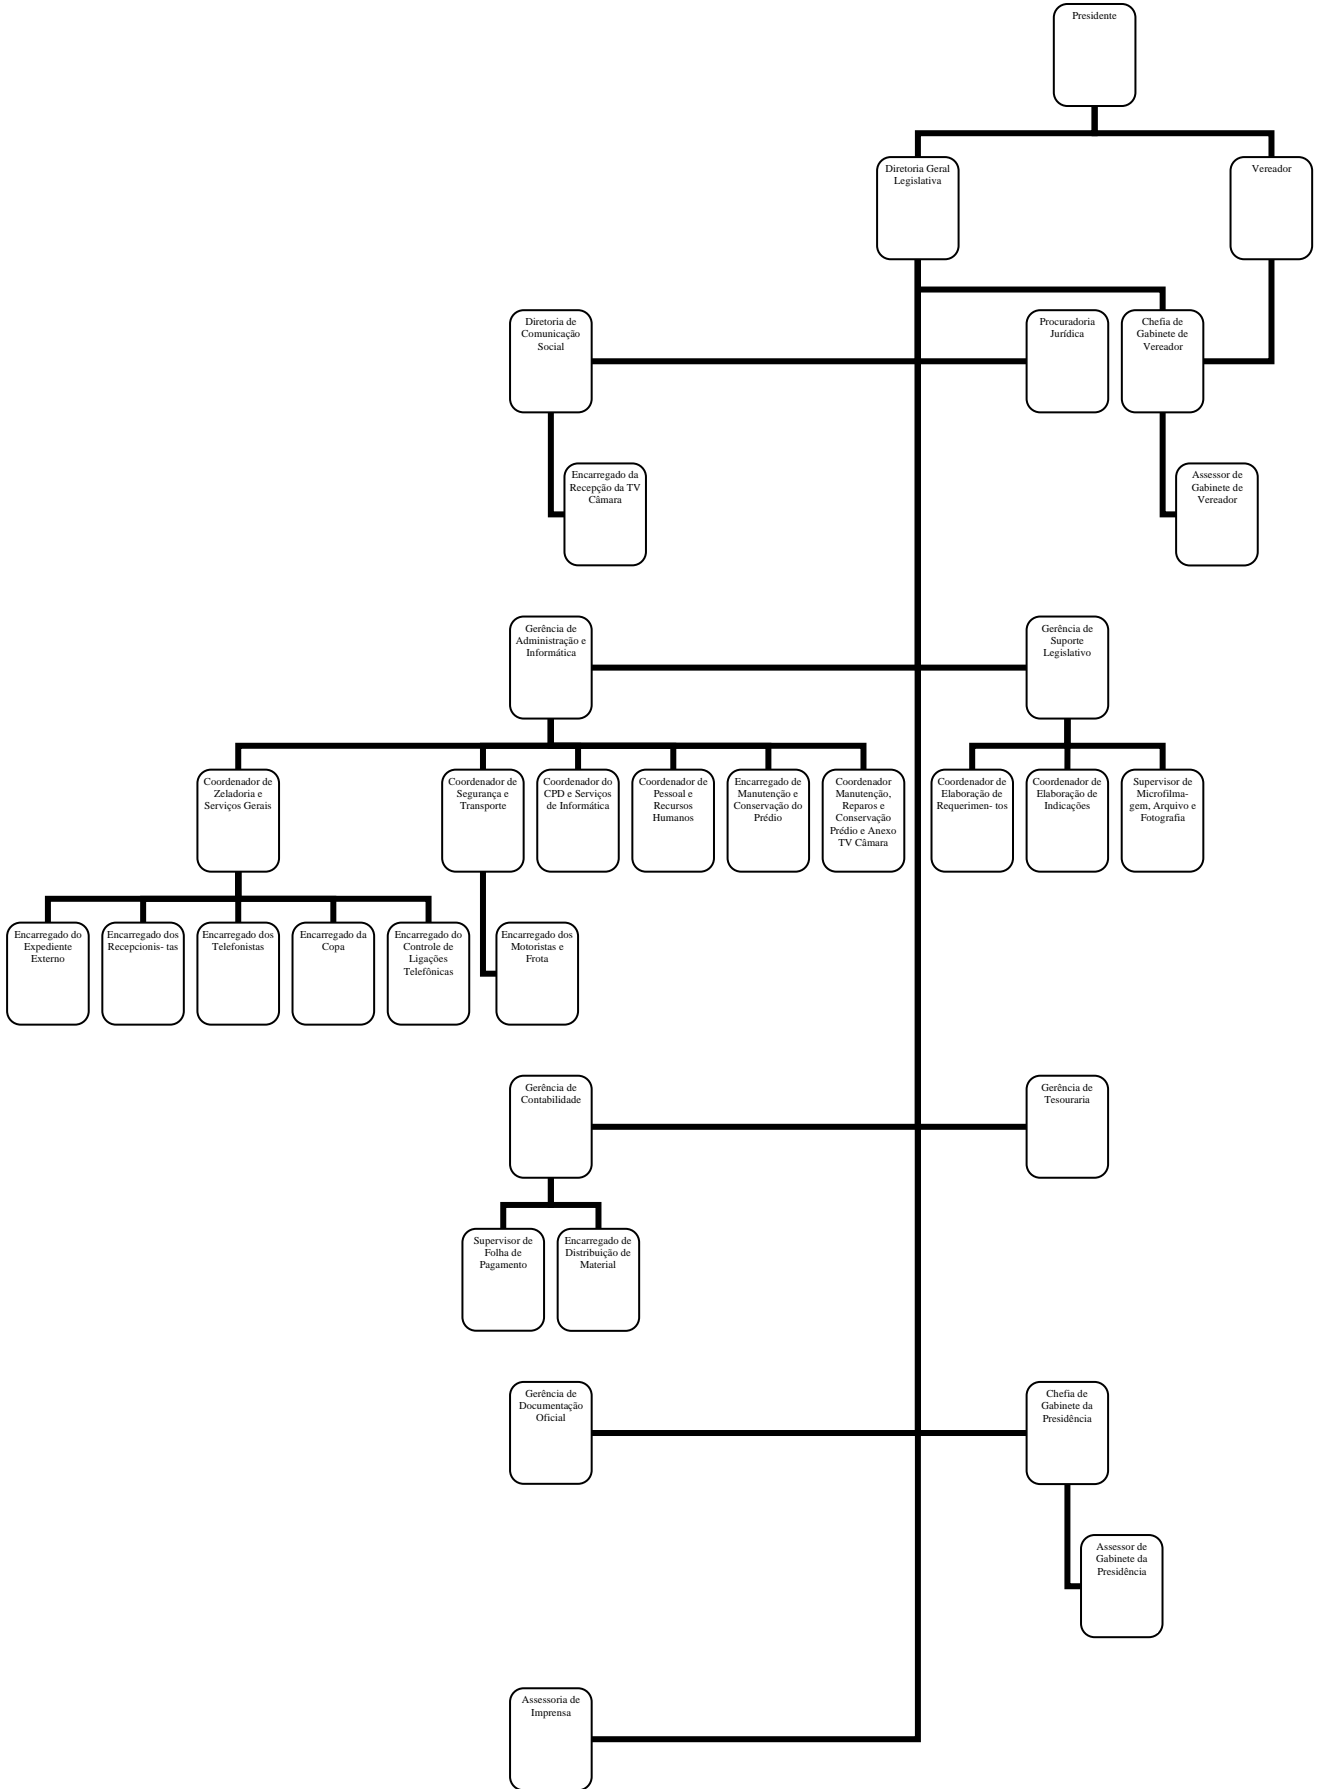 Presidente
Diretoria Geral
Legislativa
Vereador
Diretoria de
Comunicação
Social
Procuradoria
Jurídica
Chefia de
Gabinete de
Vereador
Encarregado da
Recepção da TV
Câmara
Assessor de
Gabinete de
Vereador
Gerência de
Administração e
Informática
Gerência de
Suporte
Legislativo
Coordenador de
Zeladoria e
Serviços Gerais
Coordenador de
Segurança e
Transporte
Coordenador do
CPD e Serviços
de Informática
Coordenador de
Pessoal e
Recursos
Humanos
Encarregado de
Manutenção e
Conservação do
Prédio
Coordenador
Manutenção,
Reparos e
Conservação
Prédio e Anexo
TV Câmara
Coordenador de
Elaboração de
Requerimen- tos
Coordenador de
Elaboração de
Indicações
Supervisor de
Microfilma-
gem, Arquivo e
Fotografia
Encarregado do
Expediente
Externo
Encarregado dos
Recepcionis- tas
Encarregado dos
Telefonistas
Encarregado da
Copa
Encarregado do
Controle de
Ligações
Telefônicas
Encarregado dos
Motoristas e
Frota
Gerência de
Contabilidade
Gerência de
Tesouraria
Supervisor de
Folha de
Pagamento
Encarregado de
Distribuição de
Material
Gerência de
Documentação
Oficial
Chefia de
Gabinete da
Presidência
Assessor de
Gabinete da
Presidência
Assessoria de
Imprensa